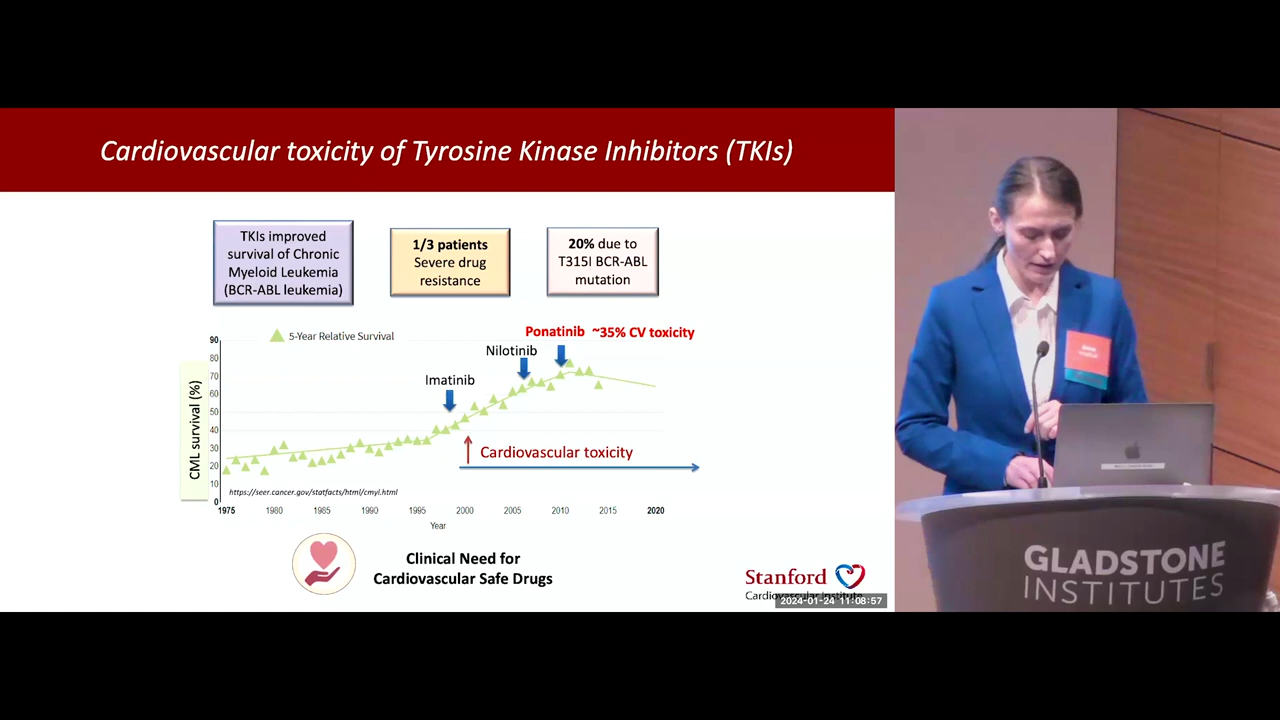 Cardiovascular toxicity of Tyrosine Kinase Inhibitors (TKIs)
TKIs improved
survival of Chronic
Myeloid Leukemia
(BCR-ABL leukemia)
1/3 patients
Severe drug
resistance
20% due to
T315I BCR-ABL
mutation
5-Year Relative Survival
Ponatinib ~35% CV toxicity
Nilotinib
Imatinib
Cardiovascular toxicity
CML survival (%)
90
80
70
60
50
40
30
20
10
0
https://seer.cancer.gov/statfacts/html/cmyl.html
1975 1980 1985 1990 1995 2000 2005 2010 2015 2020
Year
Clinical Need for
Cardiovascular Safe Drugs
Stanford
Cardiovascular Institute
2024-01-24 11:08:57
GLADSTONE
INSTITUTES